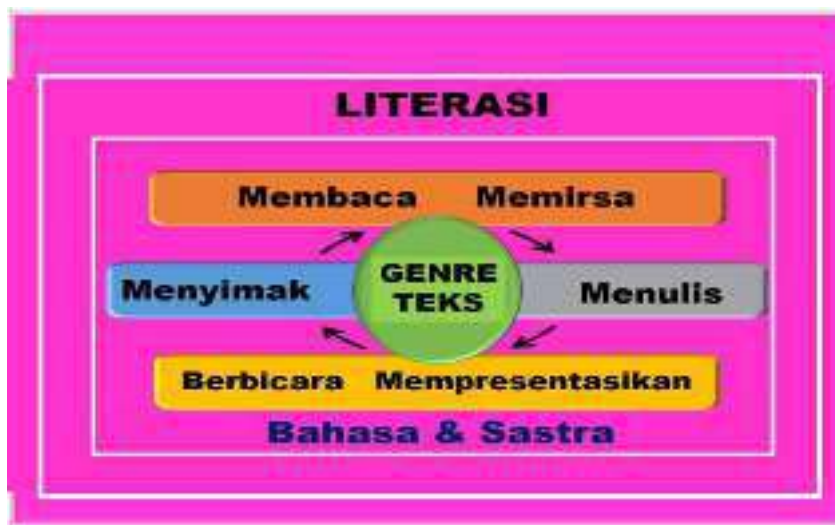 LITERASI
Membaca Memirsa
Menyimak
GENRE
TEKS
Menulis
Berbicara Mempresentasikan
Bahasa & Sastra